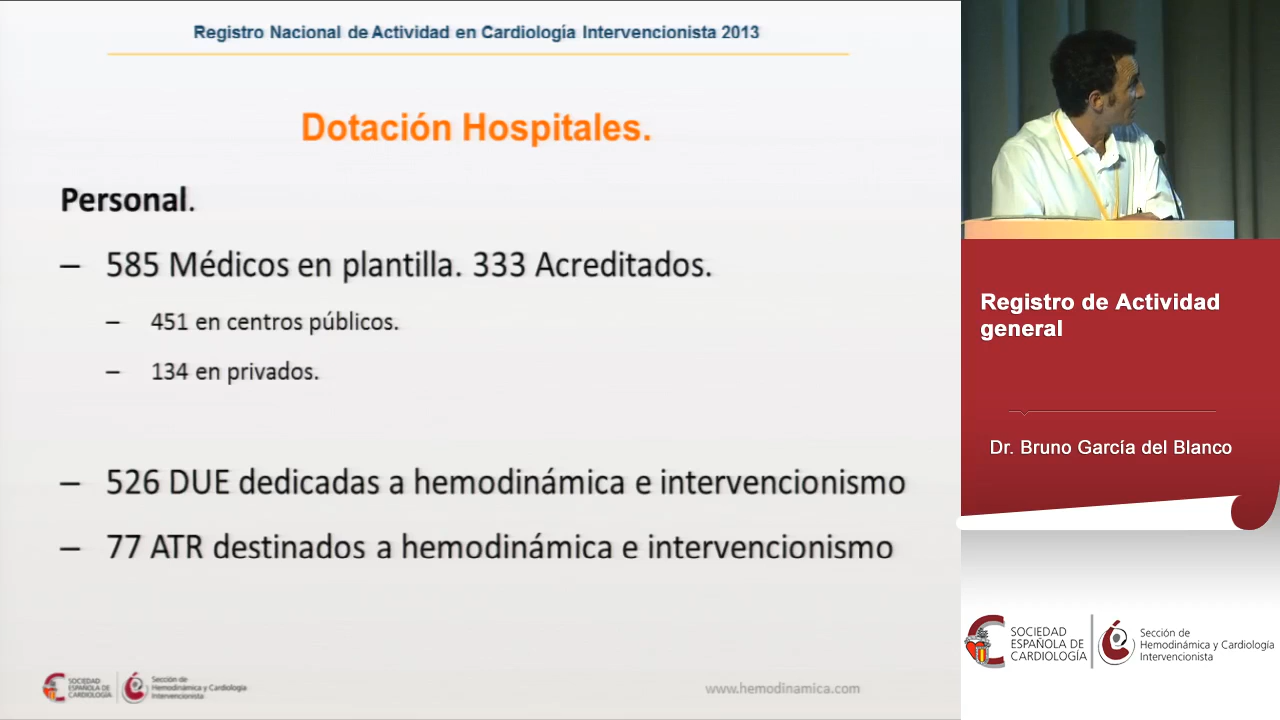 Registro Nacional de Actividad en Cardiología Intervencionista 2013
Dotación Hospitales.
Personal.
– 585 Médicos en plantilla. 333 Acreditados.
– 451 en centros públicos.
– 134 en privados.
– 526 DUE dedicadas a hemodinámica e intervencionismo
– 77 ATR destinados a hemodinámica e intervencionismo
SOCIEDAD
ESPAÑOLA DE
CARDIOLOGÍA
Sección de
Hemodinámica y Cardiología
Intervencionista
www.hemodinamica.com
Registro de Actividad
general
Dr. Bruno García del Blanco
SOCIEDAD
ESPAÑOLA DE
CARDIOLOGÍA
Sección de
Hemodinámica y Cardiología
Intervencionista